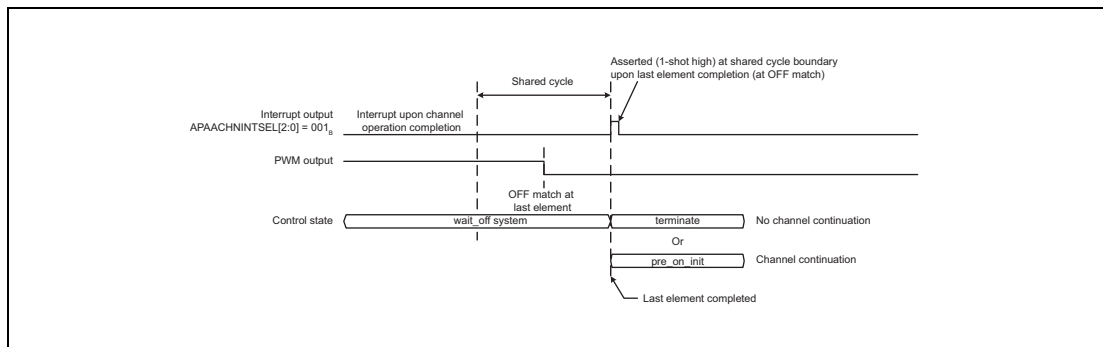 Asserted (1-shot high) at shared cycle boundary
upon last element completion (at OFF match)
Shared cycle
Interrupt output
APAACHNINTSEL[2:0] = 001B
Interrupt upon channel
operation completion
PWM output
OFF match at
last element
Control state
wait_off system
terminate
No channel continuation
Or
pre_on_init
Channel continuation
Last element completed